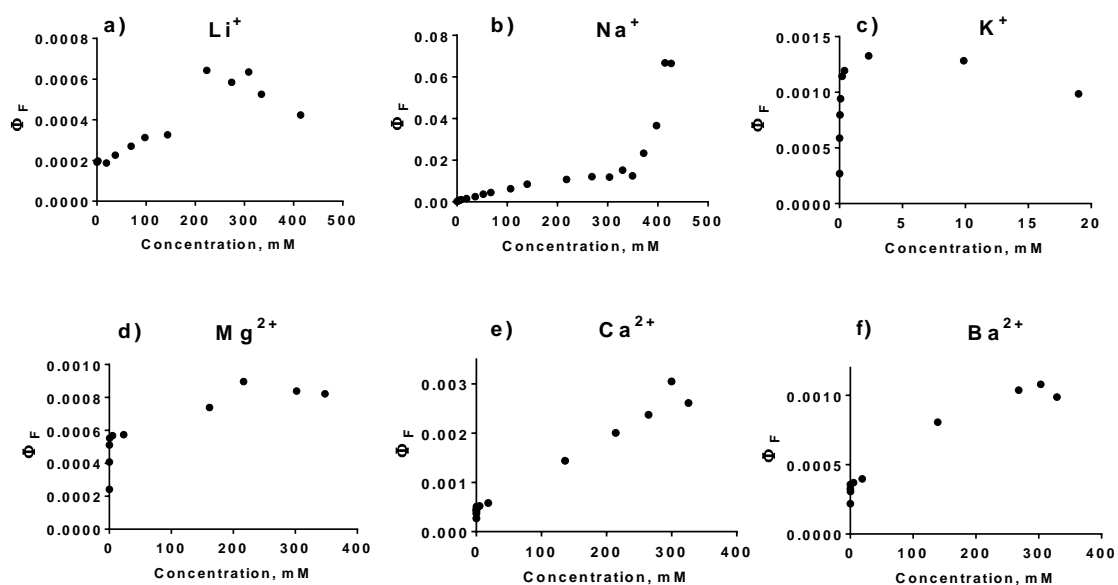 a) Li+
0.0008
0.0006
0.0004
0.0002
0.0000
ΦF
0 100 200 300 400 500
Concentration, mM
b) Na+
0.08
0.06
0.04
0.02
0.00
ΦF
0 100 200 300 400 500
Concentration, mM
c) K+
0.0015
0.0010
0.0005
0.0000
ΦF
0 5 10 15 20
Concentration, mM
d) Mg2+
0.0010
0.0008
0.0006
0.0004
0.0002
0.0000
ΦF
0 100 200 300 400
Concentration, mM
e) Ca2+
0.003
0.002
0.001
0.000
ΦF
0 100 200 300 400
Concentration, mM
f) Ba2+
0.0010
0.0005
0.0000
ΦF
0 100 200 300 400
Concentration, mM